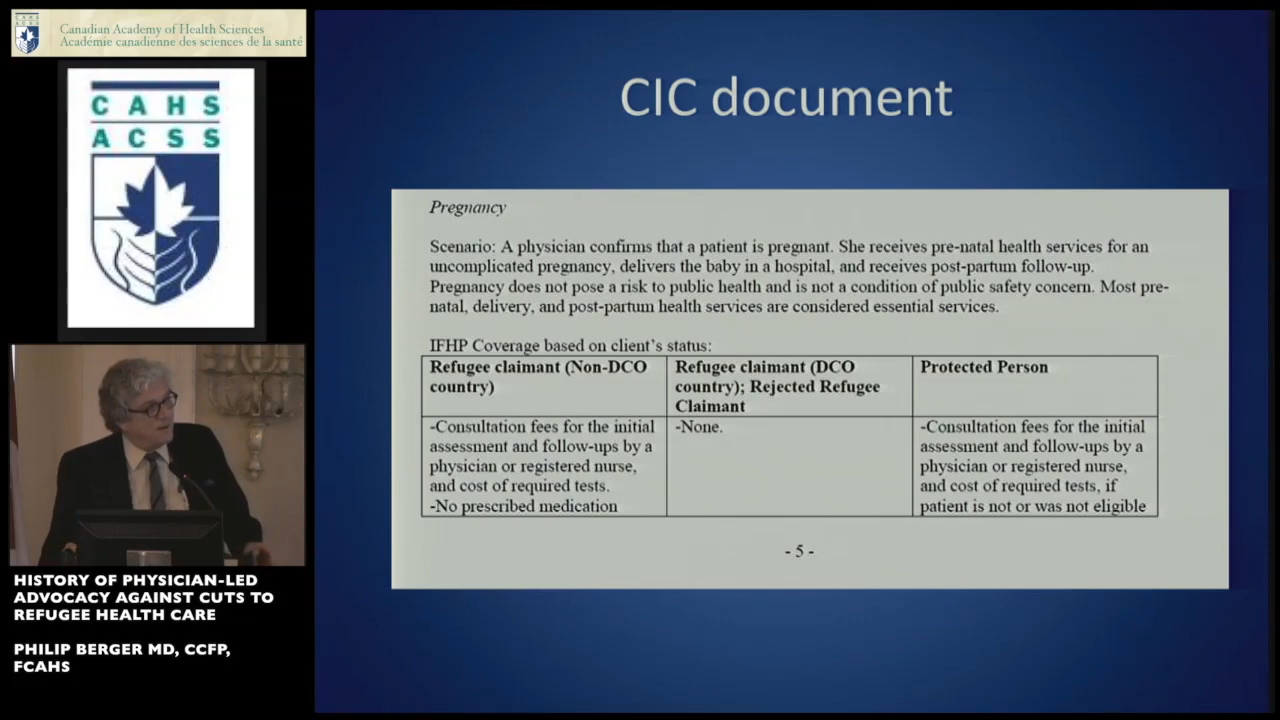 Canadian Academy of Health Sciences
Académie canadienne des sciences de la santé
CAHS
ACSS
HISTORY OF PHYSICIAN-LED
ADVOCACY AGAINST CUTS TO
REFUGEE HEALTH CARE
PHILIP BERGER MD, CCFP,
FCAHS
CIC document
Pregnancy
Scenario: A physician confirms that a patient is pregnant. She receives pre-natal health services for an
uncomplicated pregnancy, delivers the baby in a hospital, and receives post-partum follow-up.
Pregnancy does not pose a risk to public health and is not a condition of public safety concern. Most pre-
natal, delivery, and post-partum health services are considered essential services.
IFHP Coverage based on client's status:
Refugee claimant (Non-DCO
country)
Refugee claimant (DCO
country); Rejected Refugee
Claimant
Protected Person
-Consultation fees for the initial
assessment and follow-ups by a
physician or registered nurse,
and cost of required tests.
-No prescribed medication
-None.
-Consultation fees for the initial
assessment and follow-ups by a
physician or registered nurse,
and cost of required tests, if
patient is not or was not eligible
- 5 -